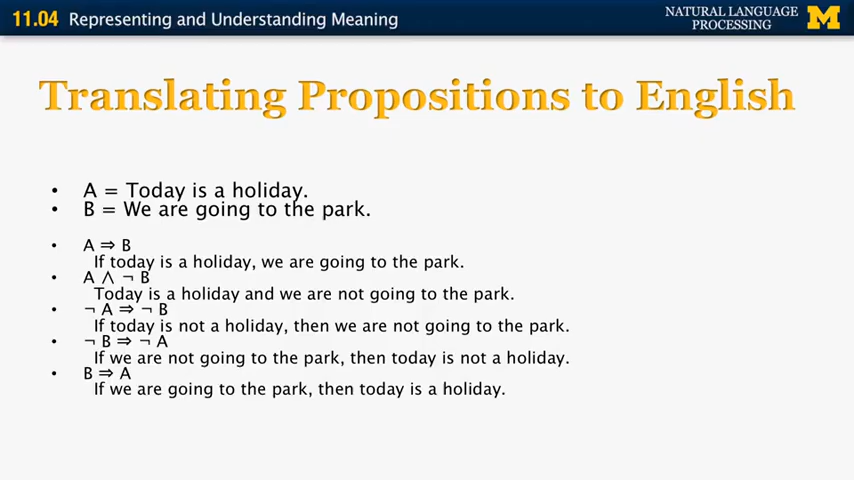 11.04 Representing and Understanding Meaning
NATURAL LANGUAGE
PROCESSING
M
Translating Propositions to English
• A = Today is a holiday.
• B = We are going to the park.
• A ⇒ B
If today is a holiday, we are going to the park.
• A ∧ ¬ B
Today is a holiday and we are not going to the park.
• ¬ A ⇒ ¬ B
If today is not a holiday, then we are not going to the park.
• ¬ B ⇒ ¬ A
If we are not going to the park, then today is not a holiday.
• B ⇒ A
If we are going to the park, then today is a holiday.